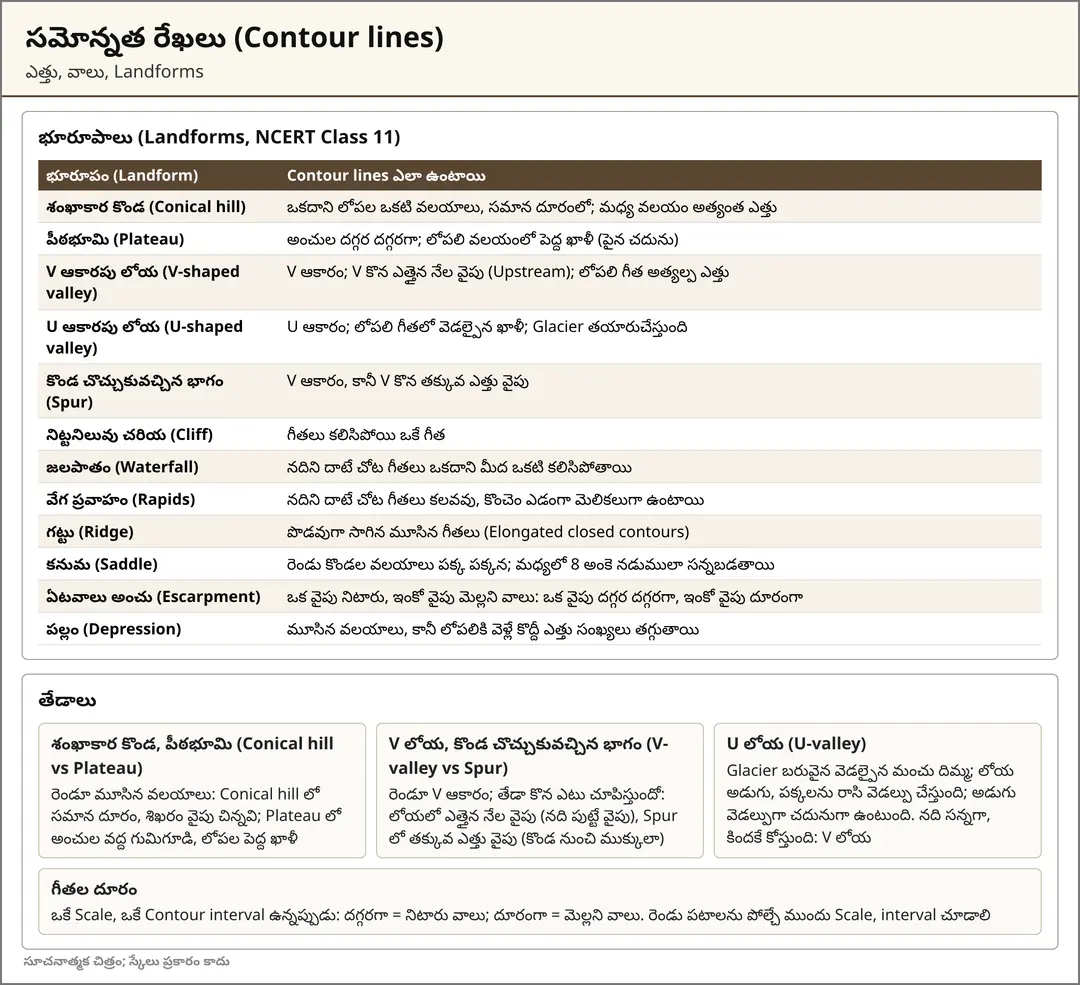 సమోన్నత రేఖలు (Contour lines)
ఎత్తు, వాలు, Landforms
భూరూపాలు (Landforms, NCERT Class 11)
భూరూపం (Landform) Contour lines ఎలా ఉంటాయి
శంఖాకార కొండ (Conical hill) ఒకదాని లోపల ఒకటి వలయాలు, సమాన దూరంలో; మధ్య వలయం అత్యంత ఎత్తు
పీఠభూమి (Plateau) అంచుల దగ్గర దగ్గరగా; లోపలి వలయంలో పెద్ద ఖాళీ (పైన చదును)
V ఆకారపు లోయ (V-shaped valley) V ఆకారం; V కొన ఎత్తైన నేల వైపు (Upstream); లోపలి గీత అత్యల్ప ఎత్తు
U ఆకారపు లోయ (U-shaped valley) U ఆకారం; లోపలి గీతలో వెడల్పైన ఖాళీ; Glacier తయారుచేస్తుంది
కొండ చొచ్చుకువచ్చిన భాగం (Spur) V ఆకారం, కానీ V కొన తక్కువ ఎత్తు వైపు
నిట్టనిలువు చరియ (Cliff) గీతలు కలిసిపోయి ఒకే గీత
జలపాతం (Waterfall) నదిని దాటే చోట గీతలు ఒకదాని మీద ఒకటి కలిసిపోతాయి
వేగ ప్రవాహం (Rapids) నదిని దాటే చోట గీతలు కలవవు, కొంచెం ఎడంగా మెలికలుగా ఉంటాయి
గట్టు (Ridge) పొడవుగా సాగిన మూసిన గీతలు (Elongated closed contours)
కనుమ (Saddle) రెండు కొండల వలయాలు పక్క పక్కన; మధ్యలో 8 అంకె నడుములా సన్నబడతాయి
ఏటవాలు అంచు (Escarpment) ఒక వైపు నిటారు, ఇంకో వైపు మెల్లని వాలు: ఒక వైపు దగ్గర దగ్గరగా, ఇంకో వైపు దూరంగా
పల్లం (Depression) మూసిన వలయాలు, కానీ లోపలికి వెళ్లే కొద్దీ ఎత్తు సంఖ్యలు తగ్గుతాయి
తేడాలు
శంఖాకార కొండ, పీఠభూమి (Conical hill
vs Plateau)
రెండూ మూసిన వలయాలు: Conical hill లో
సమాన దూరం, శిఖరం వైపు చిన్నవి; Plateau లో
అంచుల వద్ద గుమిగూడి, లోపల పెద్ద ఖాళీ
V లోయ, కొండ చొచ్చుకువచ్చిన భాగం (V-
valley vs Spur)
రెండూ V ఆకారం; తేడా కొన ఎటు చూపిస్తుందో:
లోయలో ఎత్తైన నేల వైపు (నది పుట్టే వైపు), Spur
లో తక్కువ ఎత్తు వైపు (కొండ నుంచి ముక్కులా)
U లోయ (U-valley)
Glacier బరువైన వెడల్పైన మంచు దిమ్మ; లోయ
అడుగు, పక్కలను రాసి వెడల్పు చేస్తుంది; అడుగు
వెడల్పుగా చదునుగా ఉంటుంది. నది సన్నగా,
కిందకే కోస్తుంది: V లోయ
గీతల దూరం
ఒకే Scale, ఒకే Contour interval ఉన్నప్పుడు: దగ్గరగా = నిటారు వాలు; దూరంగా = మెల్లని వాలు. రెండు పటాలను పోల్చే ముందు Scale, interval చూడాలి
సూచనాత్మక చిత్రం; స్కేలు ప్రకారం కాదు